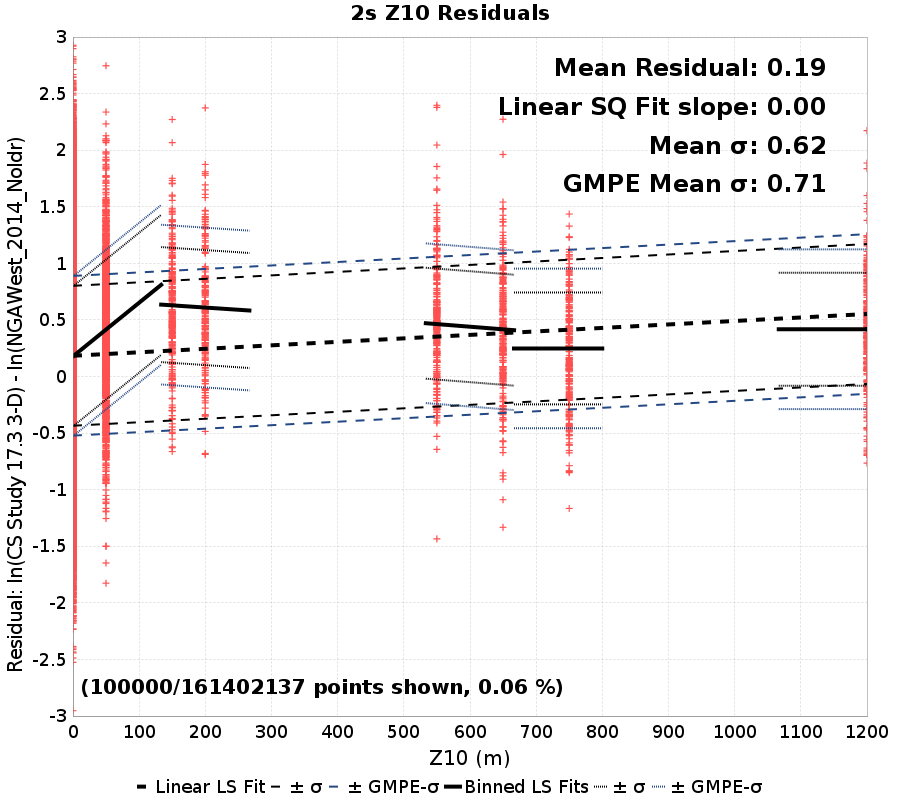 2s Z10 Residuals
Mean Residual: 0.19
Linear SQ Fit slope: 0.00
Mean σ: 0.62
GMPE Mean σ: 0.71
Residual: ln(CS Study 17.3 3-D) - ln(NGAWest_2014_NoIdr)
3
2.5
2
1.5
1
0.5
0
-0.5
-1
-1.5
-2
-2.5
-3
(100000/161402137 points shown, 0.06 %)
0 100 200 300 400 500 600 700 800 900 1000 1100 1200
Z10 (m)
Linear LS Fit ± σ ± GMPE-σ Binned LS Fits ± σ ± GMPE-σ